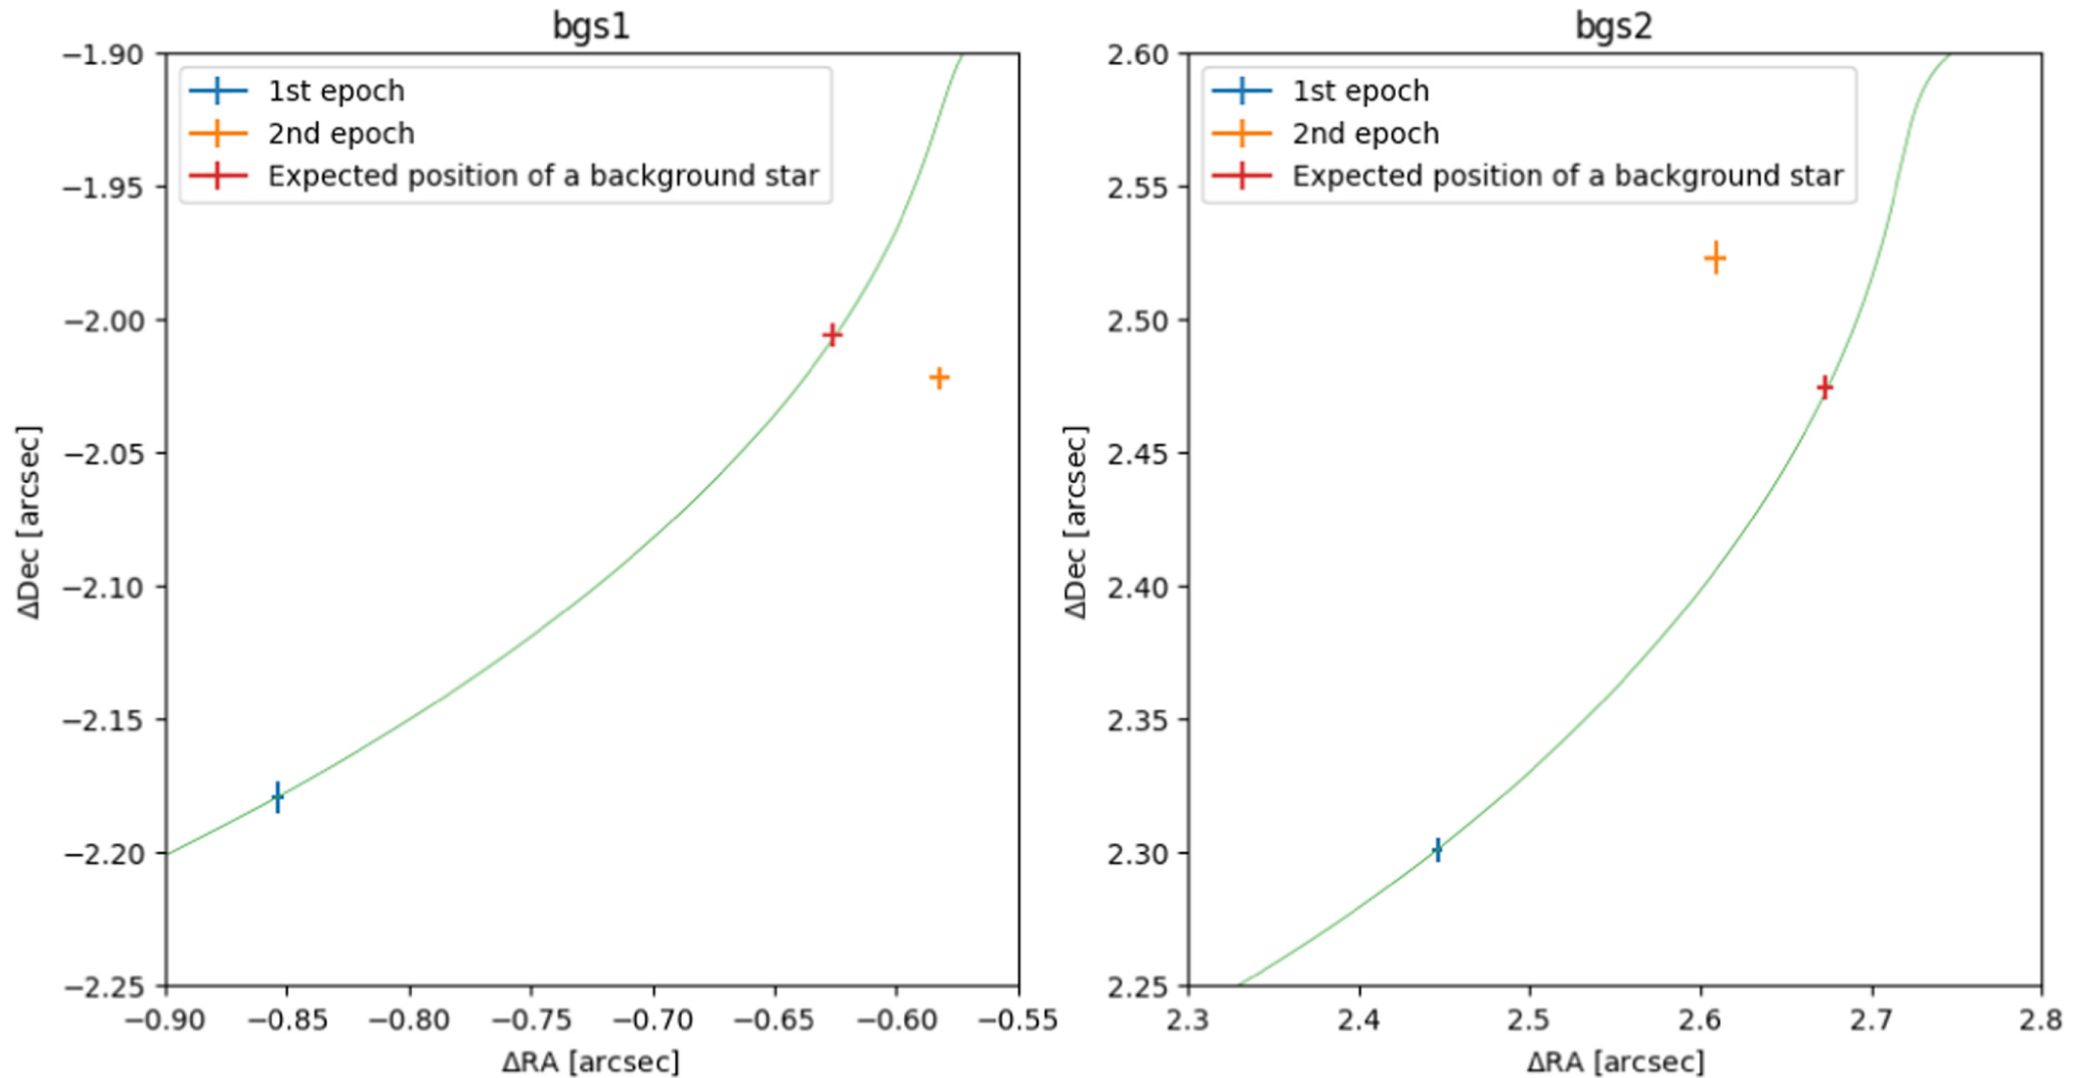 bgs1
−1.90
−1.95
−2.00
−2.05
−2.10
−2.15
−2.20
−2.25
ΔDec [arcsec]
1st epoch
2nd epoch
Expected position of a background star
−0.90 −0.85 −0.80 −0.75 −0.70 −0.65 −0.60 −0.55
ΔRA [arcsec]
bgs2
2.60
2.55
2.50
2.45
2.40
2.35
2.30
2.25
ΔDec [arcsec]
1st epoch
2nd epoch
Expected position of a background star
2.3 2.4 2.5 2.6 2.7 2.8
ΔRA [arcsec]